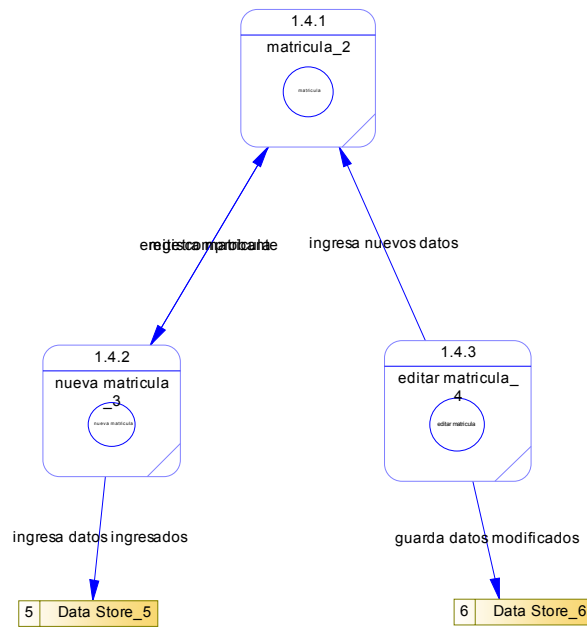 1.4.1
matricula_2
matricula
ingresa nuevos datos
1.4.2
nueva matricula
_3
nueva matricula
1.4.3
editar matricula_
4
editar matricula
ingresa datos ingresados
guarda datos modificados
5 Data Store_5
6 Data Store_6